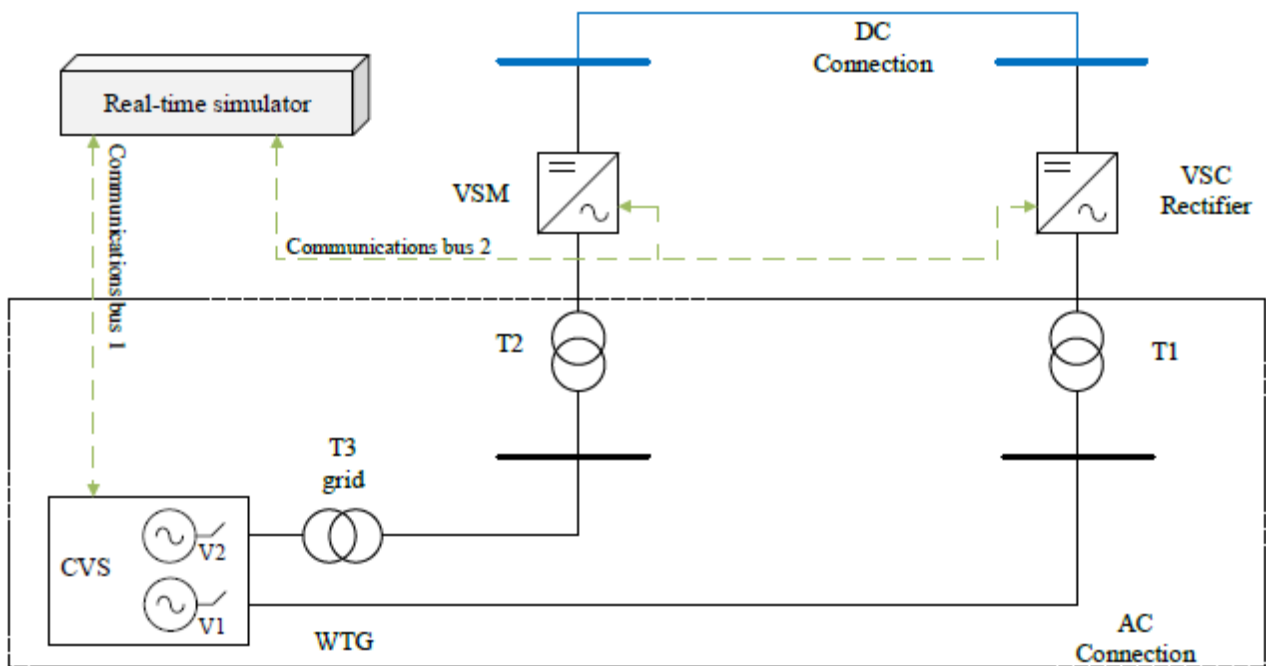 DC
Connection
Real-time simulator
VSM
VSC
Rectifier
Communications bus 1
Communications bus 2
T2
T1
T3
grid
CVS
V2
V1
WTG
AC
Connection